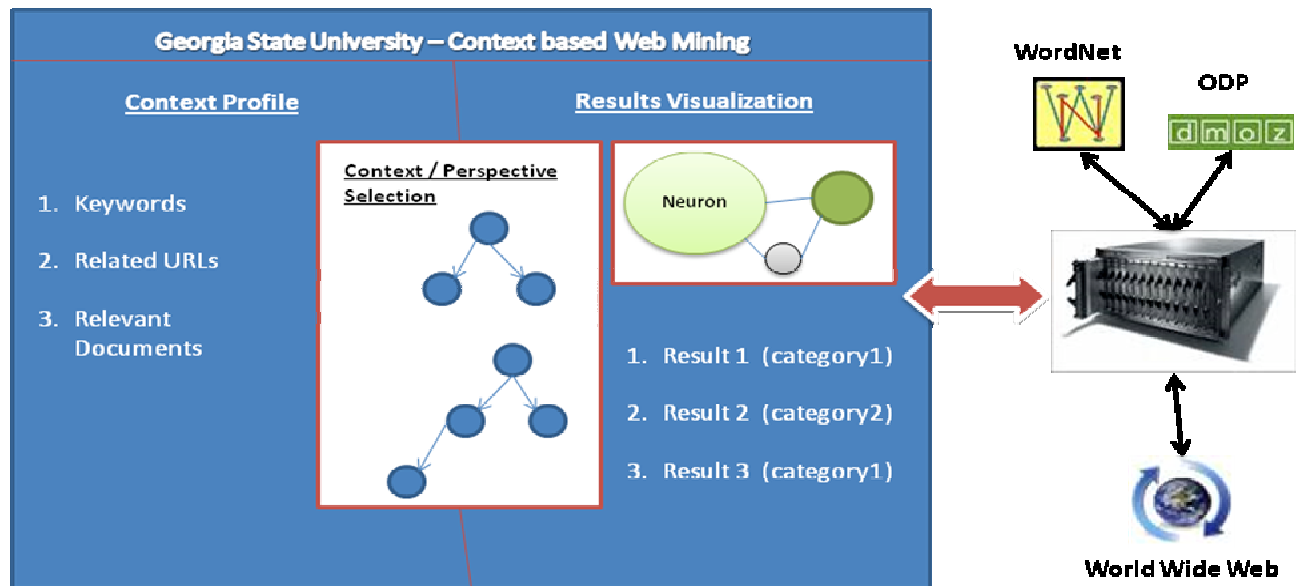 Georgia State University – Context based Web Mining
Context Profile
1. Keywords
2. Related URLs
3. Relevant
Documents
Context / Perspective
Selection
Results Visualization
Neuron
1. Result 1 (category1)
2. Result 2 (category2)
3. Result 3 (category1)
WordNet
W
ODP
dmoz
World Wide Web